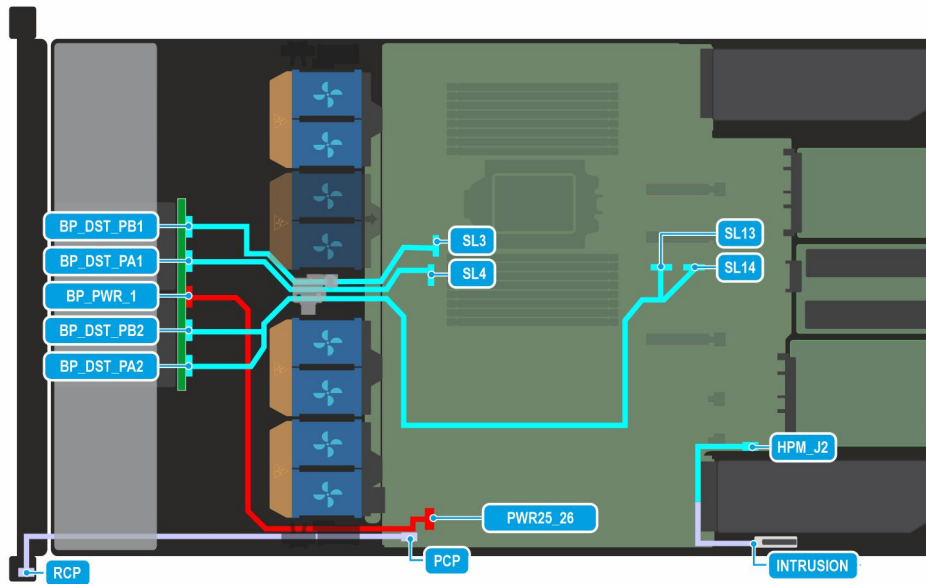 BP_DST_PB1
BP_DST_PA1
BP_PWR_1
BP_DST_PB2
BP_DST_PA2
SL3
SL4
SL13
SL14
HPM_J2
PWR25_26
PCP
RCP
INTRUSION